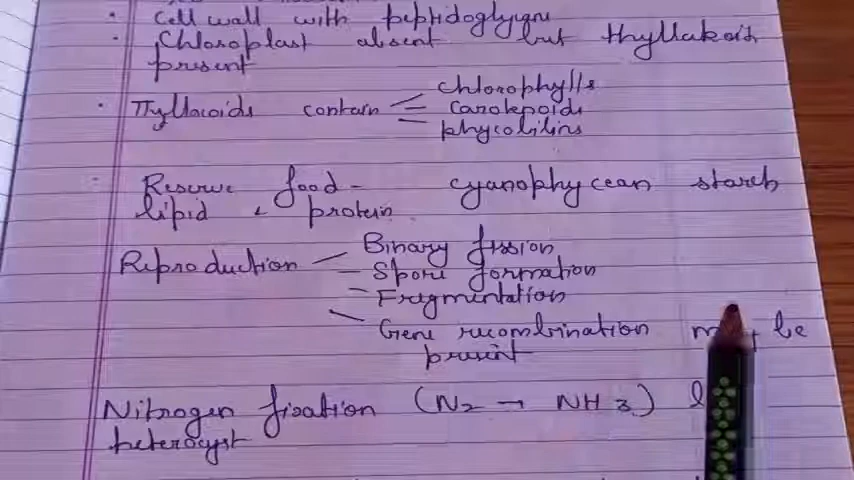 Cell wall with peptidoglycan
Chloroplast absent but thyllakoids
present
Thyllacoids contain chlorophylls
carotenoids
phycobilins
Reserve food - cyanophycean starch
lipid & protein
Reproduction Binary fission
Spore formation
Fragmentation
Gene recombination be
present
Nitrogen fixation (N2 → NH3)
heterocyst